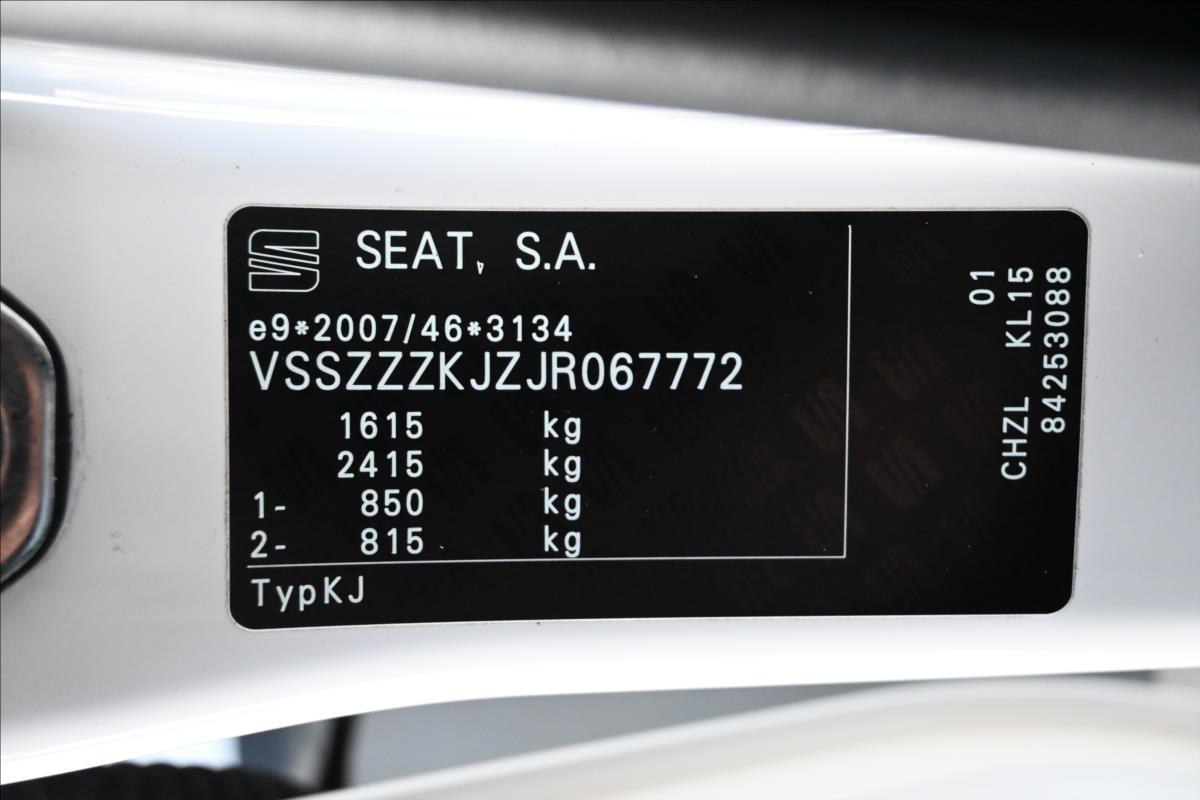 SEAT, S.A.
e9*2007/46*3134
VSSZZZKJZJR067772
1615 kg
2415 kg
1- 850 kg
2- 815 kg
TypKJ
01
CHZL KL15
84253088